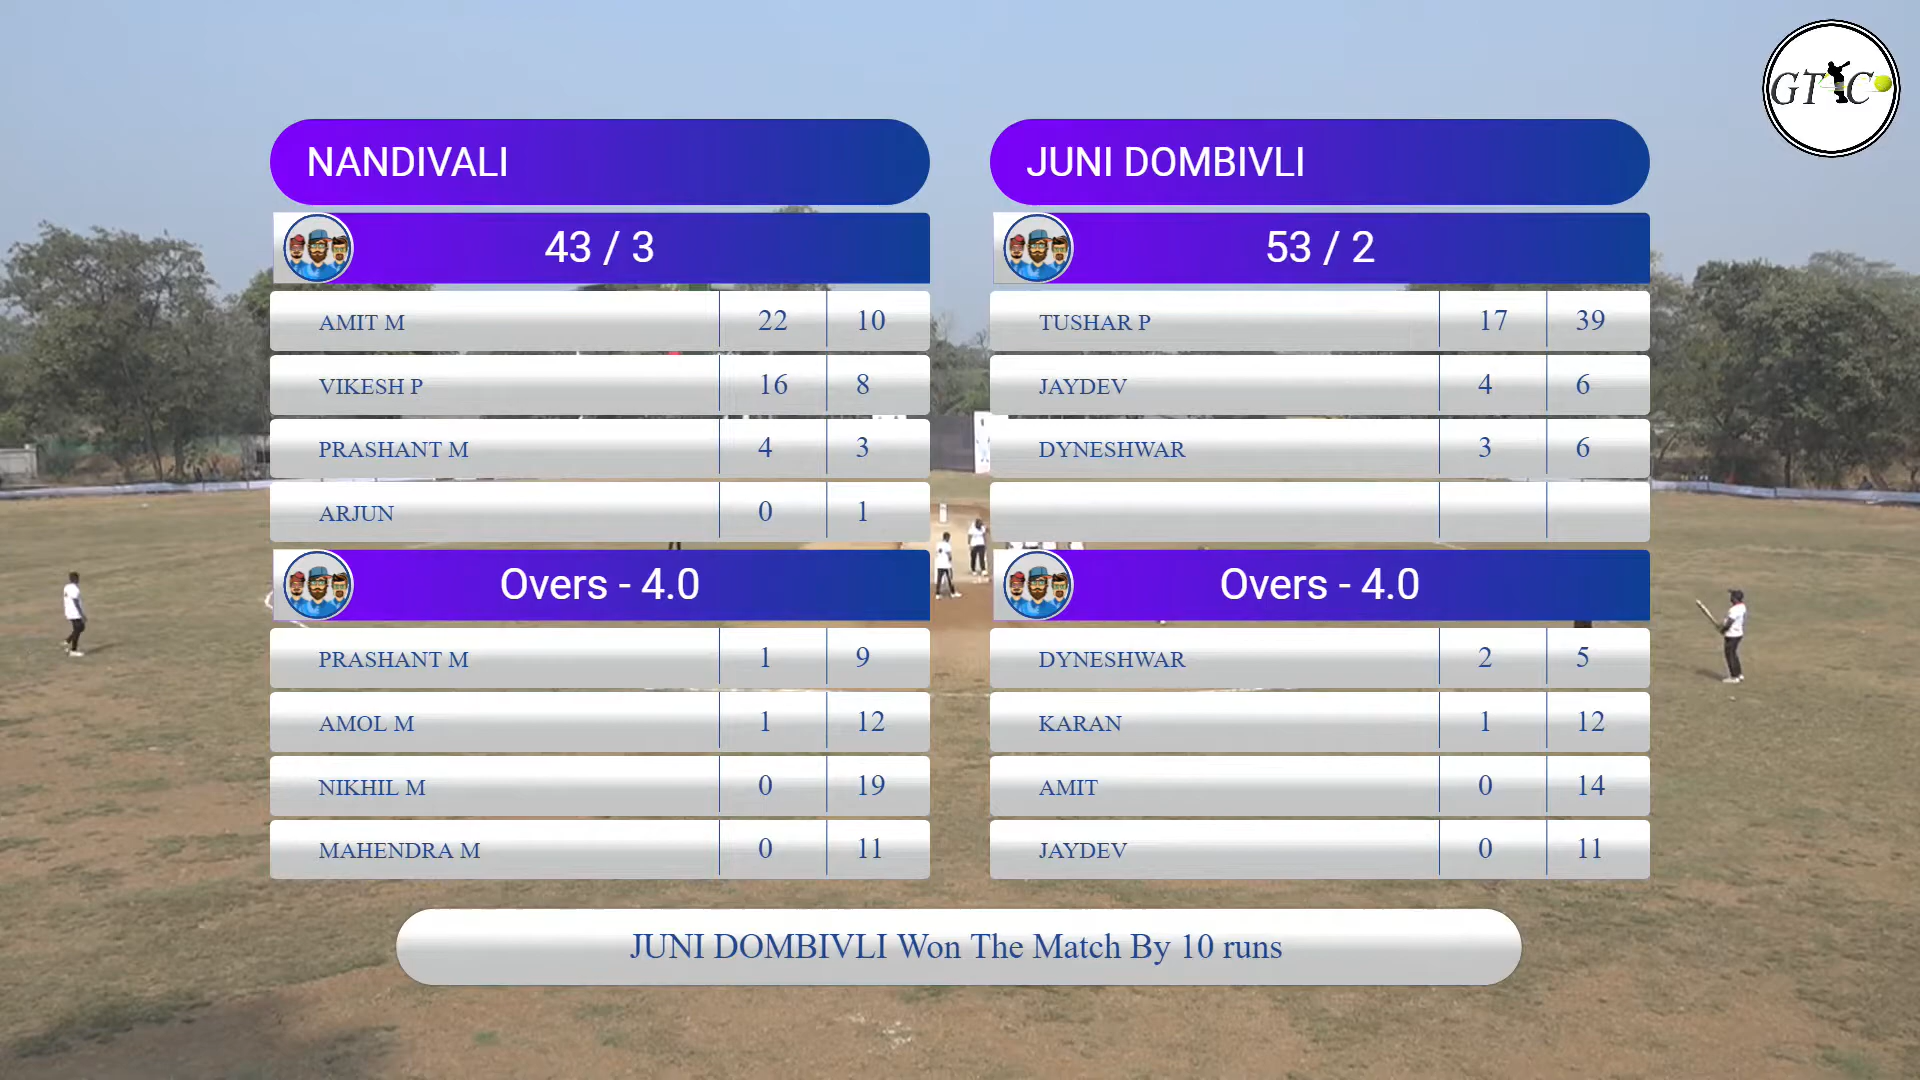 GTC
NANDIVALI
43 / 3
AMIT M 22 10
VIKESH P 16 8
PRASHANT M 4 3
ARJUN 0 1
Overs - 4.0
PRASHANT M 1 9
AMOL M 1 12
NIKHIL M 0 19
MAHENDRA M 0 11
JUNI DOMBIVLI
53 / 2
TUSHAR P 17 39
JAYDEV 4 6
DYNESHWAR 3 6
Overs - 4.0
DYNESHWAR 2 5
KARAN 1 12
AMIT 0 14
JAYDEV 0 11
JUNI DOMBIVLI Won The Match By 10 runs